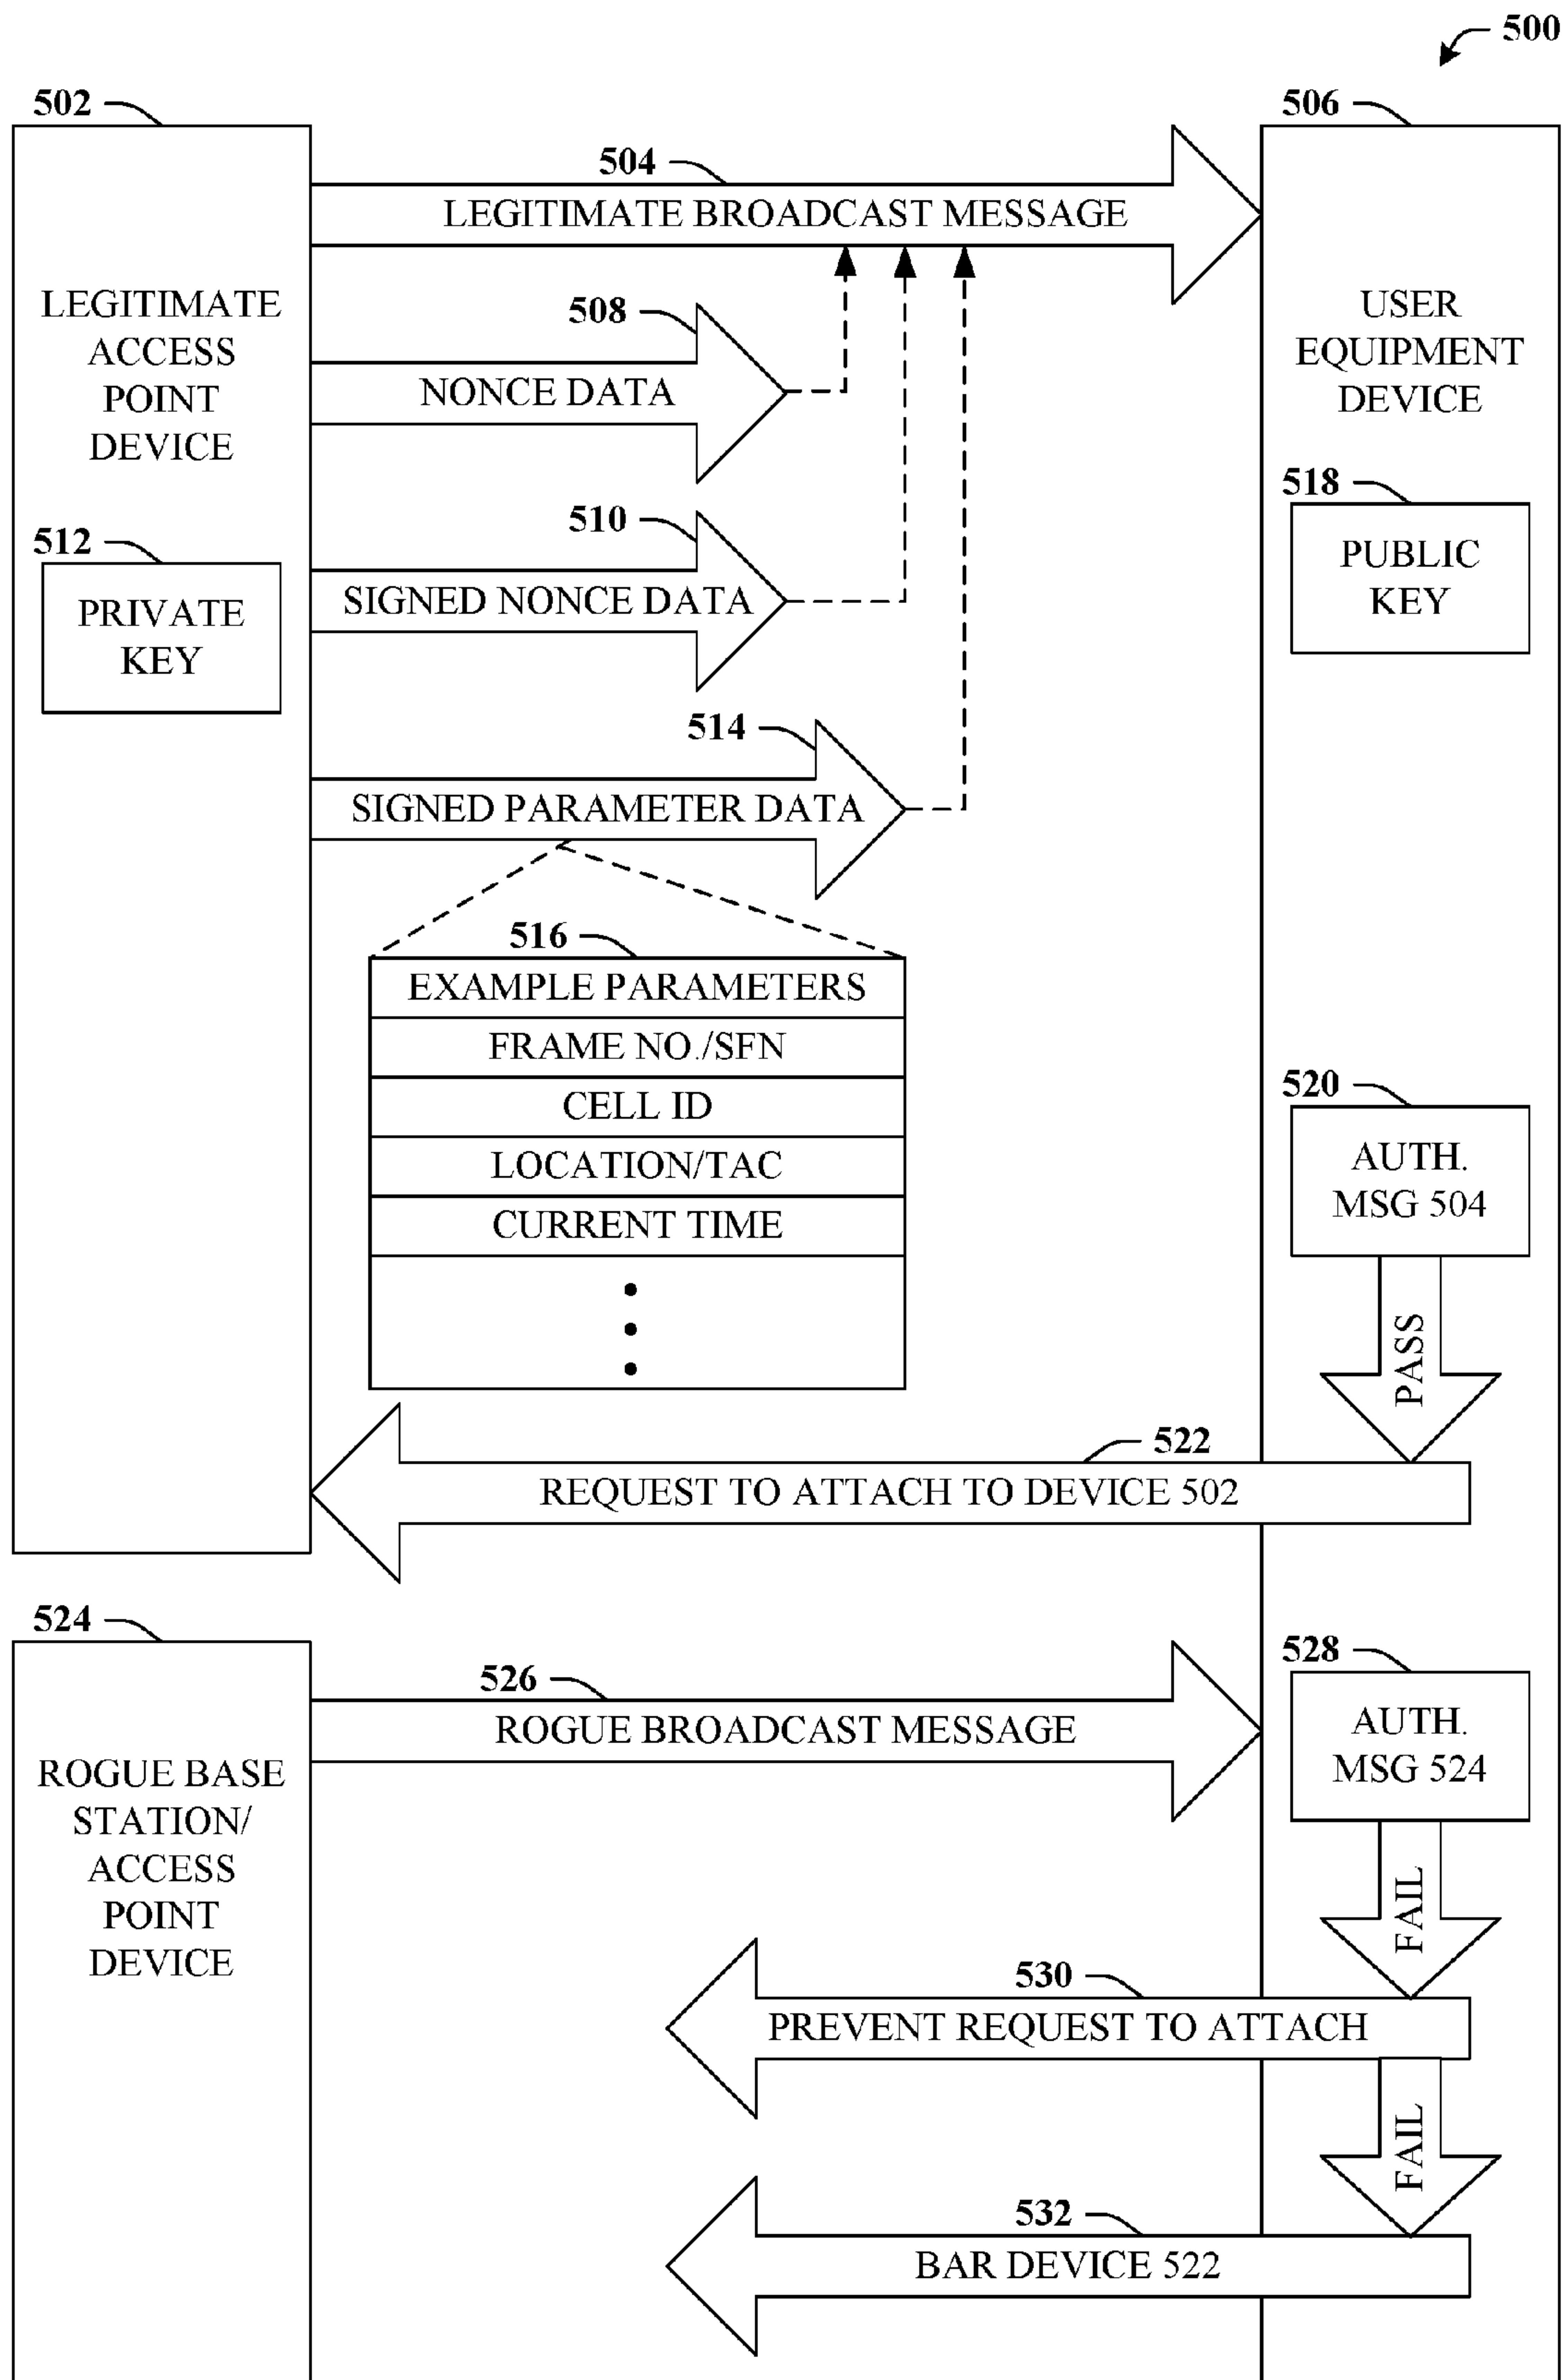 500
502
506
504
LEGITIMATE BROADCAST MESSAGE
LEGITIMATE
ACCESS
POINT
DEVICE
USER
EQUIPMENT
DEVICE
508
NONCE DATA
510
SIGNED NONCE DATA
512
PRIVATE
KEY
518
PUBLIC
KEY
514
SIGNED PARAMETER DATA
516
EXAMPLE PARAMETERS
FRAME NO./SFN
CELL ID
LOCATION/TAC
CURRENT TIME
520
AUTH.
MSG 504
PASS
522
REQUEST TO ATTACH TO DEVICE 502
524
526
ROGUE BROADCAST MESSAGE
528
AUTH.
MSG 524
ROGUE BASE
STATION/
ACCESS
POINT
DEVICE
FAIL
530
PREVENT REQUEST TO ATTACH
FAIL
532
BAR DEVICE 522